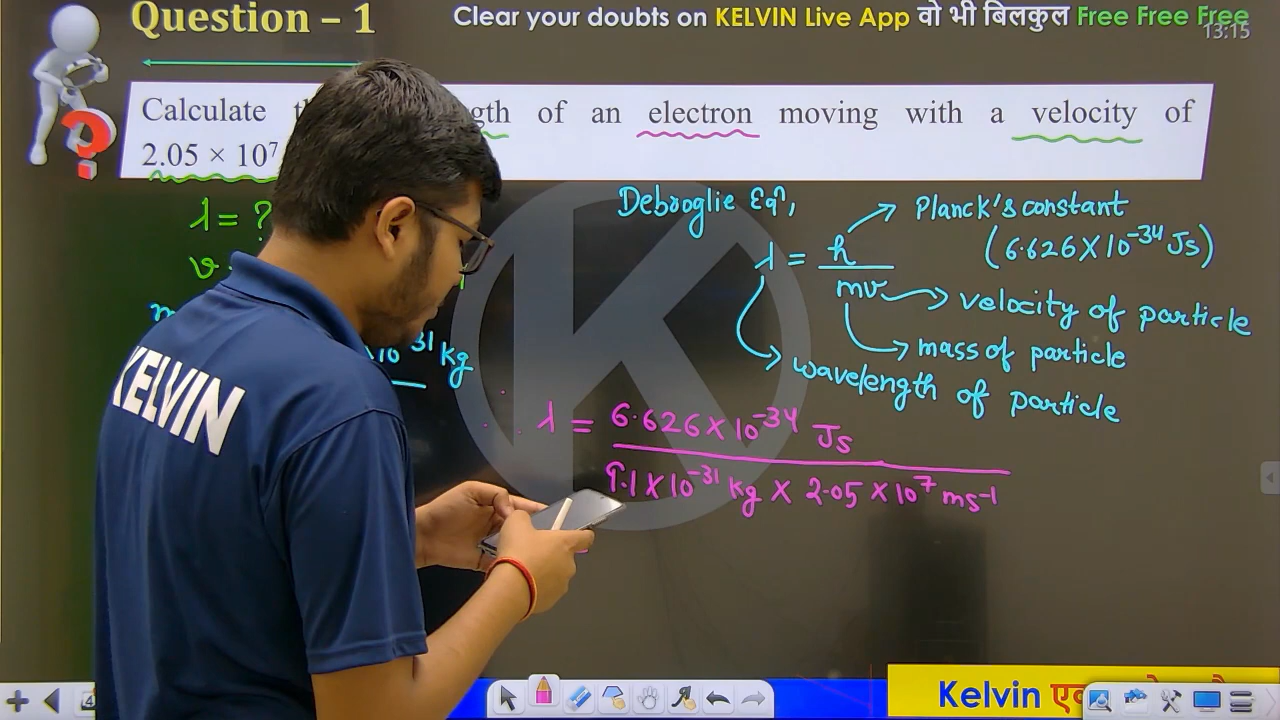 Question – 1
Clear your doubts on KELVIN Live App वो भी बिलकुल Free Free Free
13:15
Calculate of an electron moving with a velocity of
2.05 × 10⁷
λ = ?
Debroglie Eqⁿ,
λ = h / mv
Planck's constant
(6.626 X 10⁻³⁴ Js)
velocity of particle
mass of particle
wavelength of particle
10⁻³¹ kg
λ = 6.626 X 10⁻³⁴ Js
9.1 X 10⁻³¹ kg X 2.05 X 10⁷ ms⁻¹
KELVIN
K
Kelvin